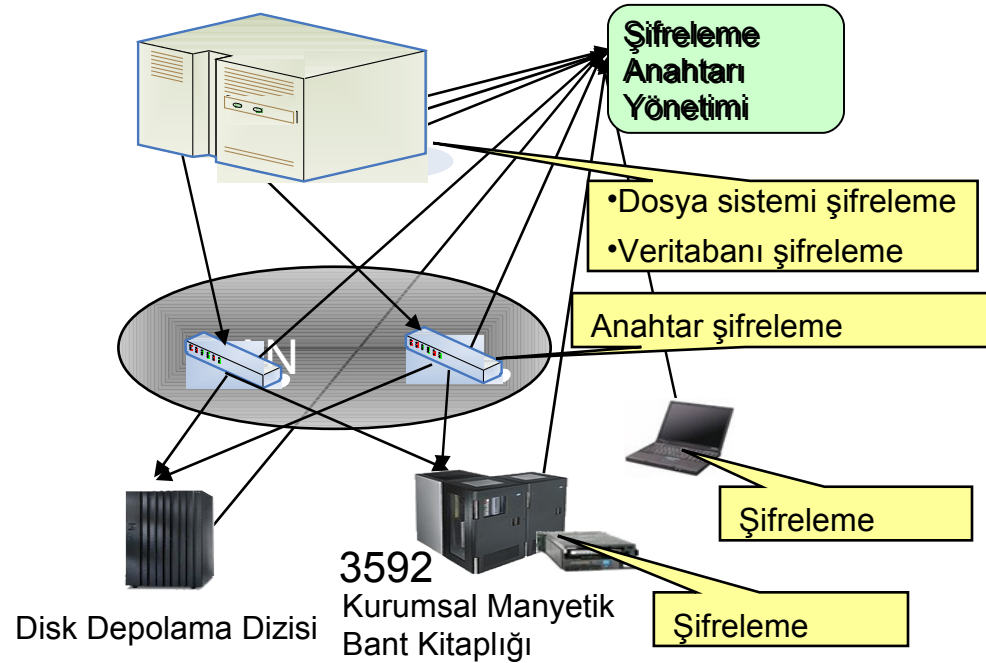 Şifreleme
Anahtarı
Yönetimi
•Dosya sistemi şifreleme
•Veritabanı şifreleme
Anahtar şifreleme
Şifreleme
3592
Kurumsal Manyetik
Bant Kitaplığı
Disk Depolama Dizisi
Şifreleme